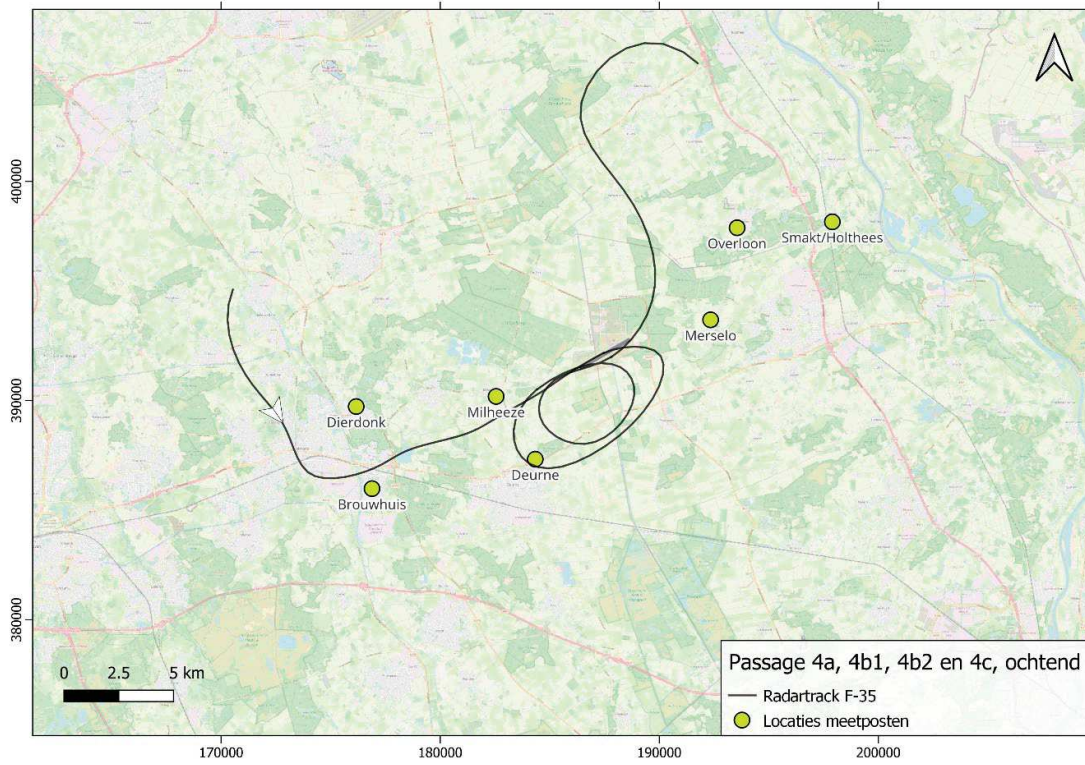 400000
390000
380000
Overloon
Smakt/Holthees
Merselo
Milheeze
Dierdonk
Deurne
Brouwhuis
0 2.5 5 km
Passage 4a, 4b1, 4b2 en 4c, ochtend
Radartrack F-35
Locaties meetposten
170000 180000 190000 200000